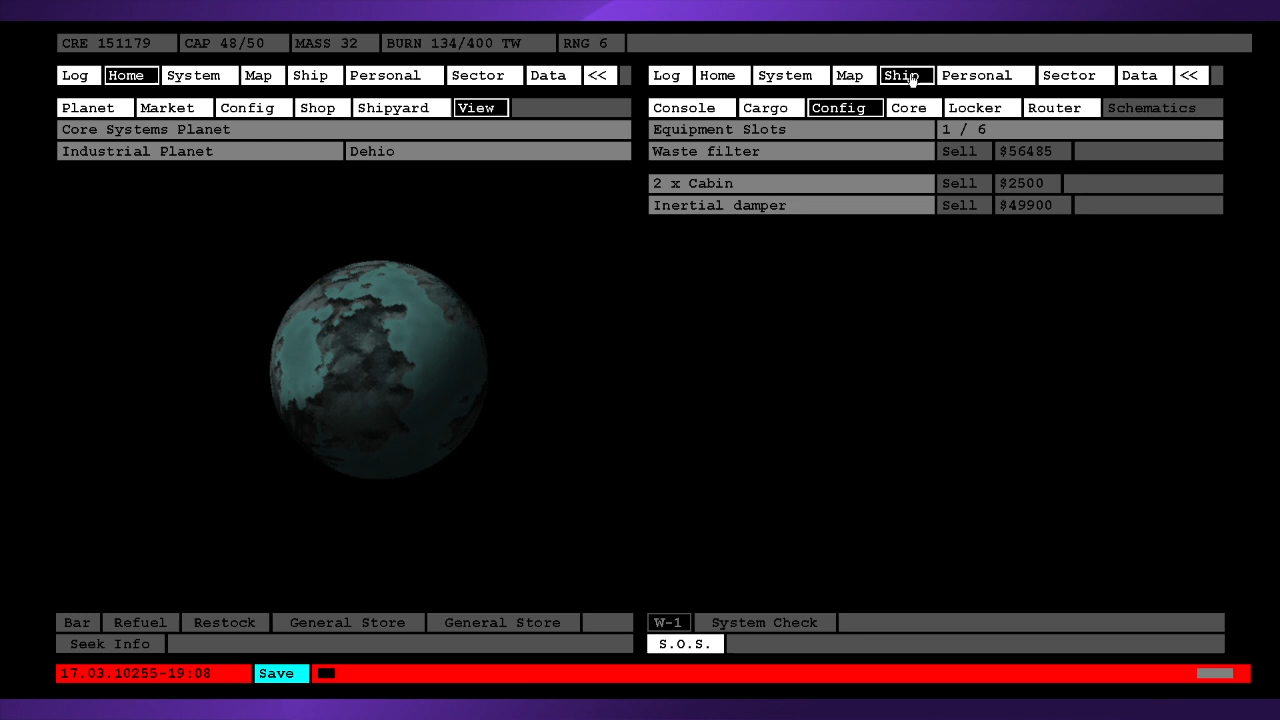 CRE 151179 CAP 48/50 MASS 32 BURN 134/400 TW RNG 6
Log Home System Map Ship Personal Sector Data <<
Planet Market Config Shop Shipyard View
Core Systems Planet
Industrial Planet Dehio
Bar Refuel Restock General Store General Store
Seek Info
Log Home System Map Ship Personal Sector Data <<
Console Cargo Config Core Locker Router Schematics
Equipment Slots 1 / 6
Waste filter Sell $56485
2 x Cabin Sell $2500
Inertial damper Sell $49900
W-1 System Check
S.O.S.
17.03.10255-19:08 Save